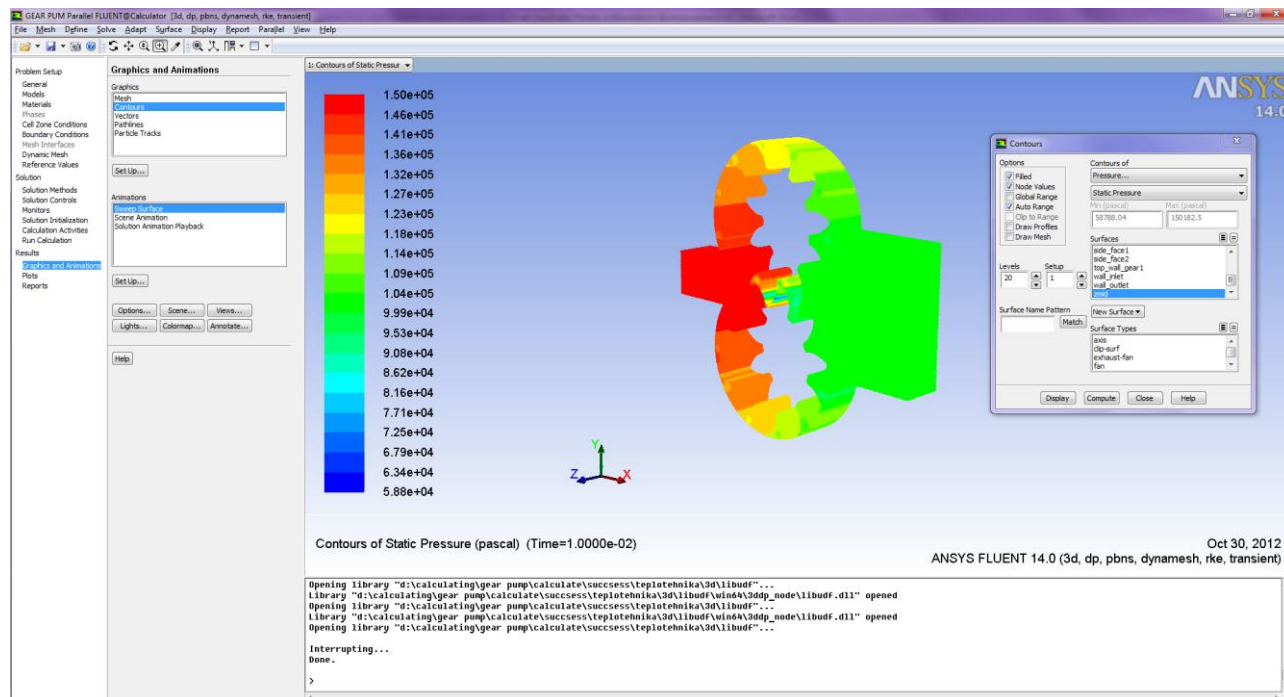 GEAR PUM Parallel FLUENT@Calculator [3d, dp, pbns, dynamesh, rke, transient]
File Mesh Define Solve Adapt Surface Display Report Parallel View Help
Problem Setup
General
Models
Materials
Phases
Cell Zone Conditions
Boundary Conditions
Mesh Interfaces
Dynamic Mesh
Reference Values
Solution
Solution Methods
Solution Controls
Monitors
Solution Initialization
Calculation Activities
Run Calculation
Results
Graphics and Animations
Plots
Reports
Graphics and Animations
Graphics
Mesh
Contours
Vectors
Pathlines
Particle Tracks
Set Up...
Animations
Sweep Surface
Scene Animation
Solution Animation Playback
Set Up...
Options... Scene... Views...
Lights... Colormap... Annotate...
Help
1: Contours of Static Pressur
1.50e+05
1.46e+05
1.41e+05
1.36e+05
1.32e+05
1.27e+05
1.23e+05
1.18e+05
1.14e+05
1.09e+05
1.04e+05
9.99e+04
9.53e+04
9.08e+04
8.62e+04
8.16e+04
7.71e+04
7.25e+04
6.79e+04
6.34e+04
5.88e+04
Y
Z
X
ANSYS
14.0
Contours
Options
Filled
Node Values
Global Range
Auto Range
Clip to Range
Draw Profiles
Draw Mesh
Levels Setup
20 1
Surface Name Pattern
Match
Contours of
Pressure...
Static Pressure
Min (pascal) Max (pascal)
58788.04 150182.5
Surfaces
side_face1
side_face2
top_wall_gear1
wall_inlet
wall_outlet
zmid
New Surface
Surface Types
axis
clip-surf
exhaust-fan
fan
Display Compute Close Help
Contours of Static Pressure (pascal) (Time=1.0000e-02)
Oct 30, 2012
ANSYS FLUENT 14.0 (3d, dp, pbns, dynamesh, rke, transient)
Opening library "d:\calculating\gear pump\calculate\succsess\teplotehnika\3d\libudf"...
Library "d:\calculating\gear pump\calculate\succsess\teplotehnika\3d\libudf\win64\3ddp_node\libudf.dll" opened
Opening library "d:\calculating\gear pump\calculate\succsess\teplotehnika\3d\libudf"...
Library "d:\calculating\gear pump\calculate\succsess\teplotehnika\3d\libudf\win64\3ddp_node\libudf.dll" opened
Opening library "d:\calculating\gear pump\calculate\succsess\teplotehnika\3d\libudf"...
Interrupting...
Done.
>